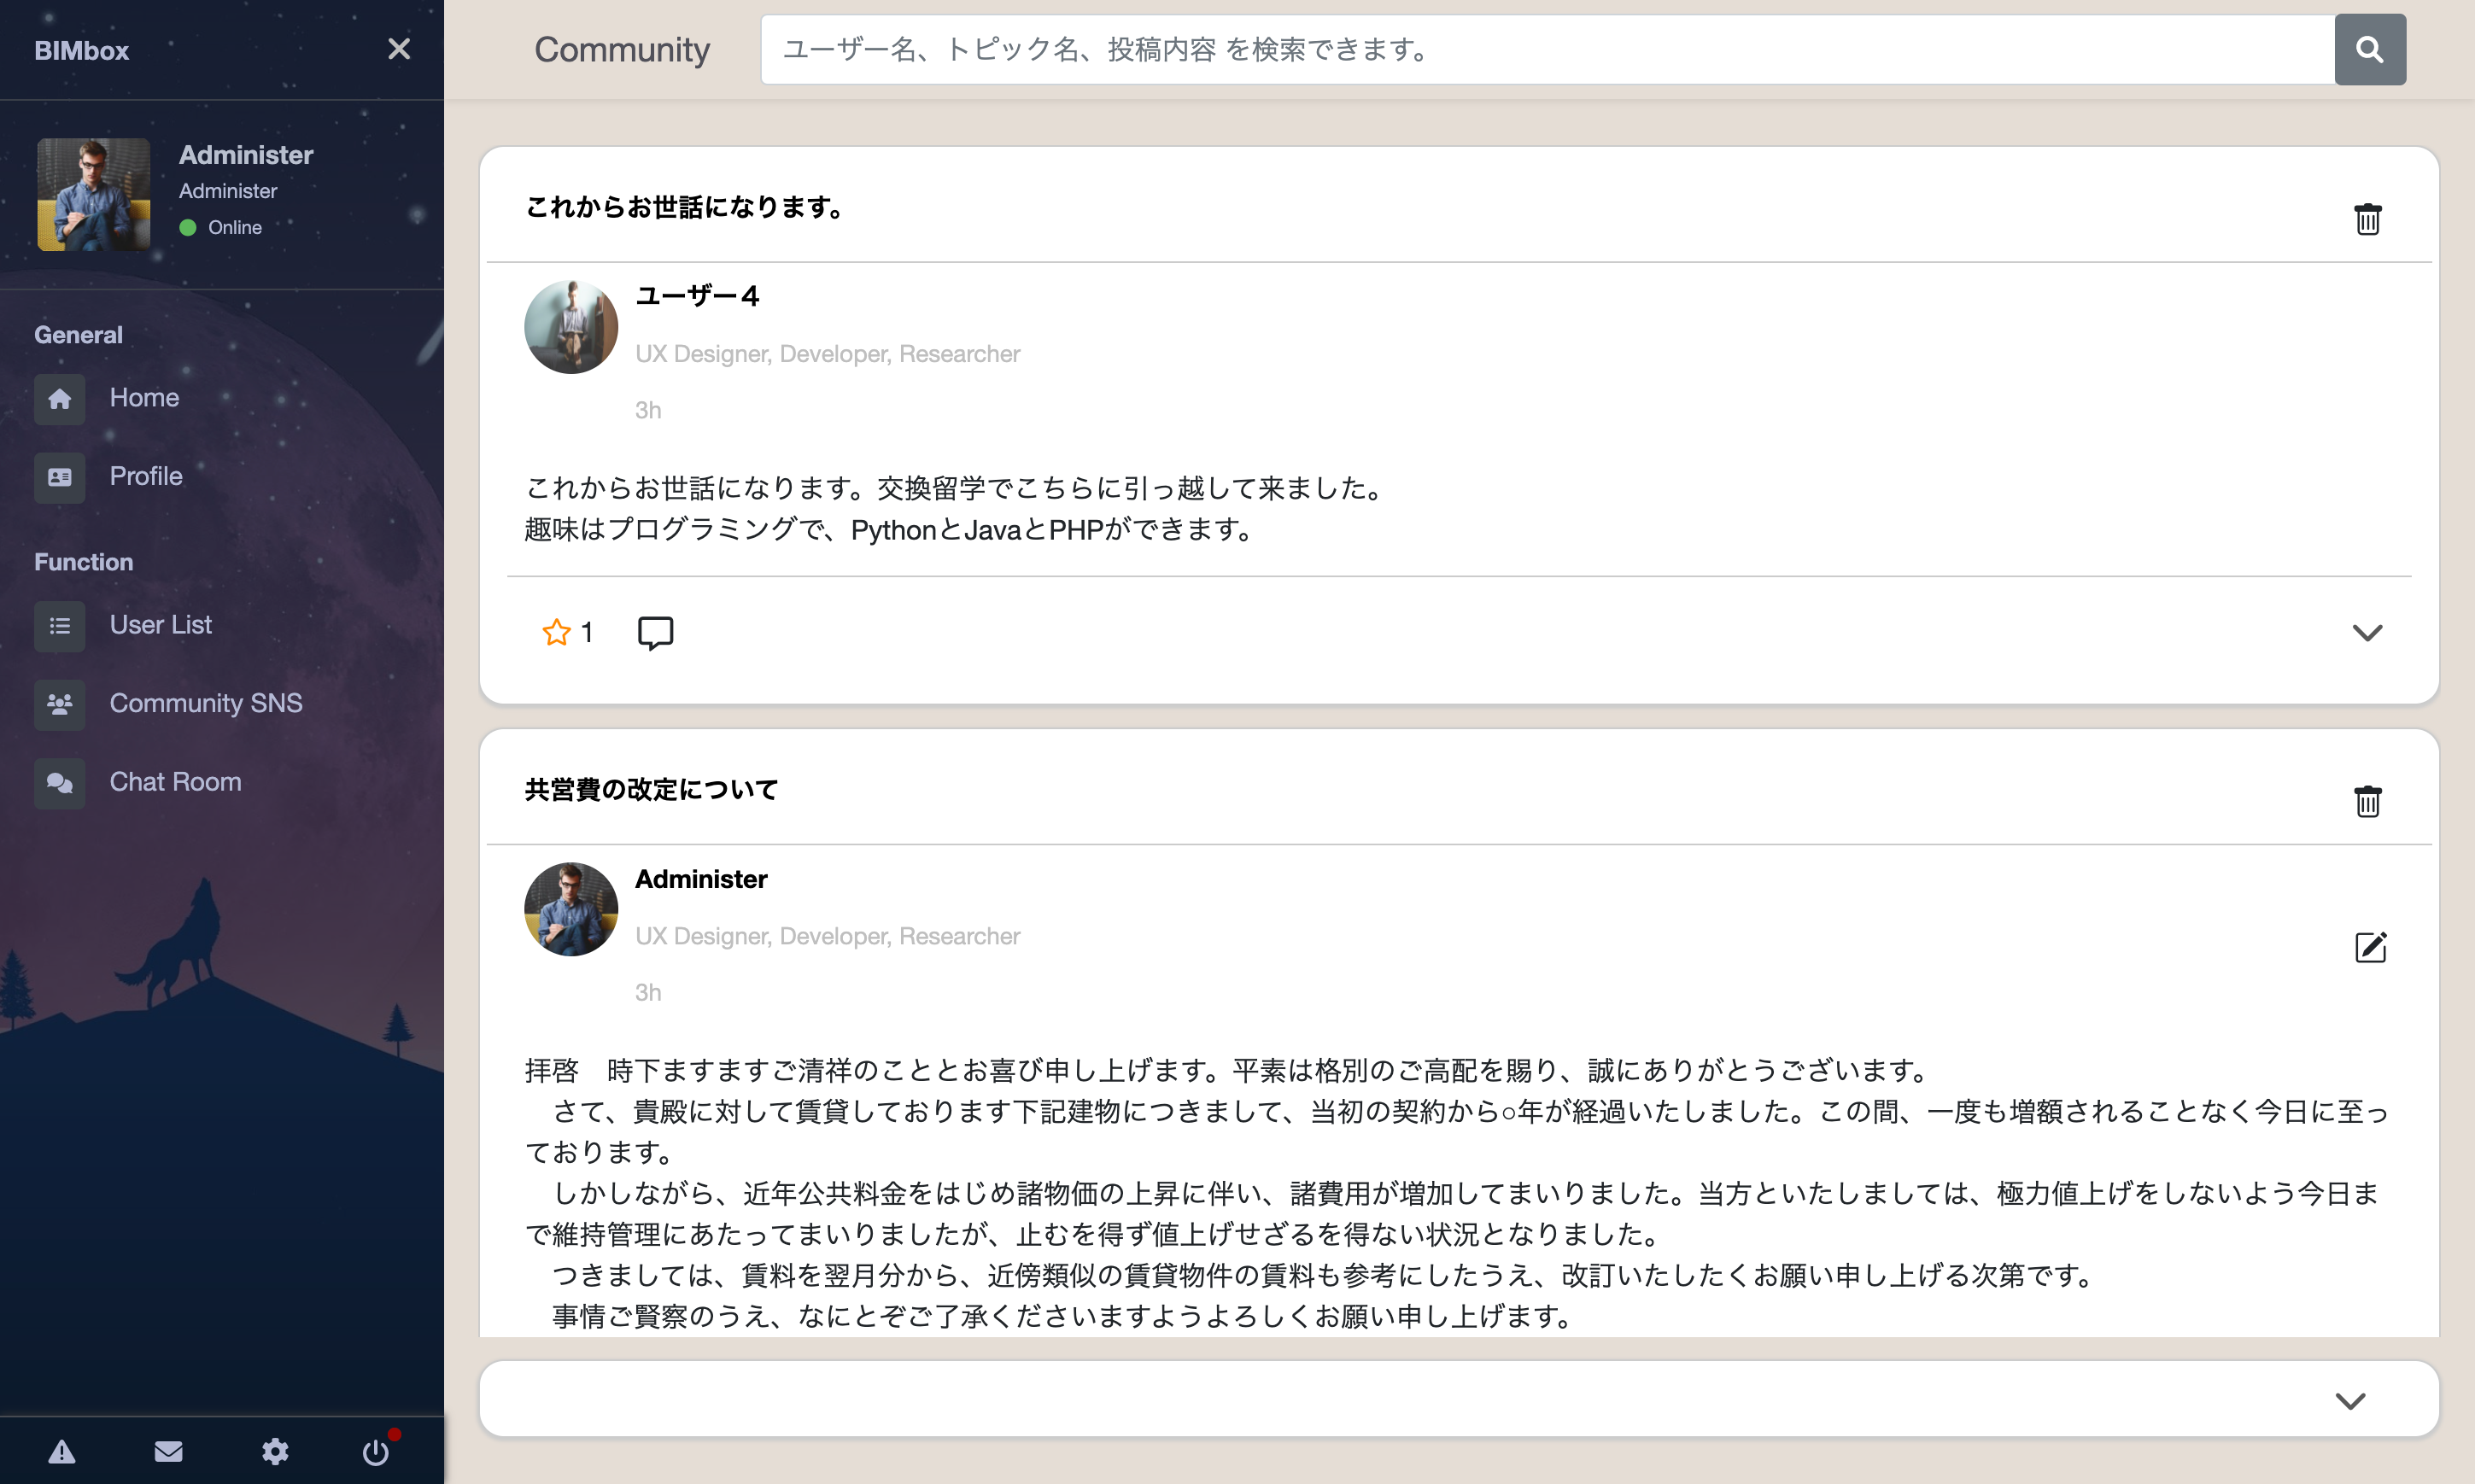 BIMbox
Administer
Administer
Online
General
Home
Profile
Function
User List
Community SNS
Chat Room
Community
ユーザー名、トピック名、投稿内容 を検索できます。
これからお世話になります。
ユーザー４
UX Designer, Developer, Researcher
3h
これからお世話になります。交換留学でこちらに引っ越して来ました。
趣味はプログラミングで、PythonとJavaとPHPができます。
1
共営費の改定について
Administer
UX Designer, Developer, Researcher
3h
拝啓　時下ますますご清祥のこととお喜び申し上げます。平素は格別のご高配を賜り、誠にありがとうございます。
　さて、貴殿に対して賃貸しております下記建物につきまして、当初の契約から○年が経過いたしました。この間、一度も増額されることなく今日に至っ
ております。
　しかしながら、近年公共料金をはじめ諸物価の上昇に伴い、諸費用が増加してまいりました。当方といたしましては、極力値上げをしないよう今日ま
で維持管理にあたってまいりましたが、止むを得ず値上げせざるを得ない状況となりました。
　つきましては、賃料を翌月分から、近傍類似の賃貸物件の賃料も参考にしたうえ、改訂いたしたくお願い申し上げる次第です。
　事情ご賢察のうえ、なにとぞご了承くださいますようよろしくお願い申し上げます。